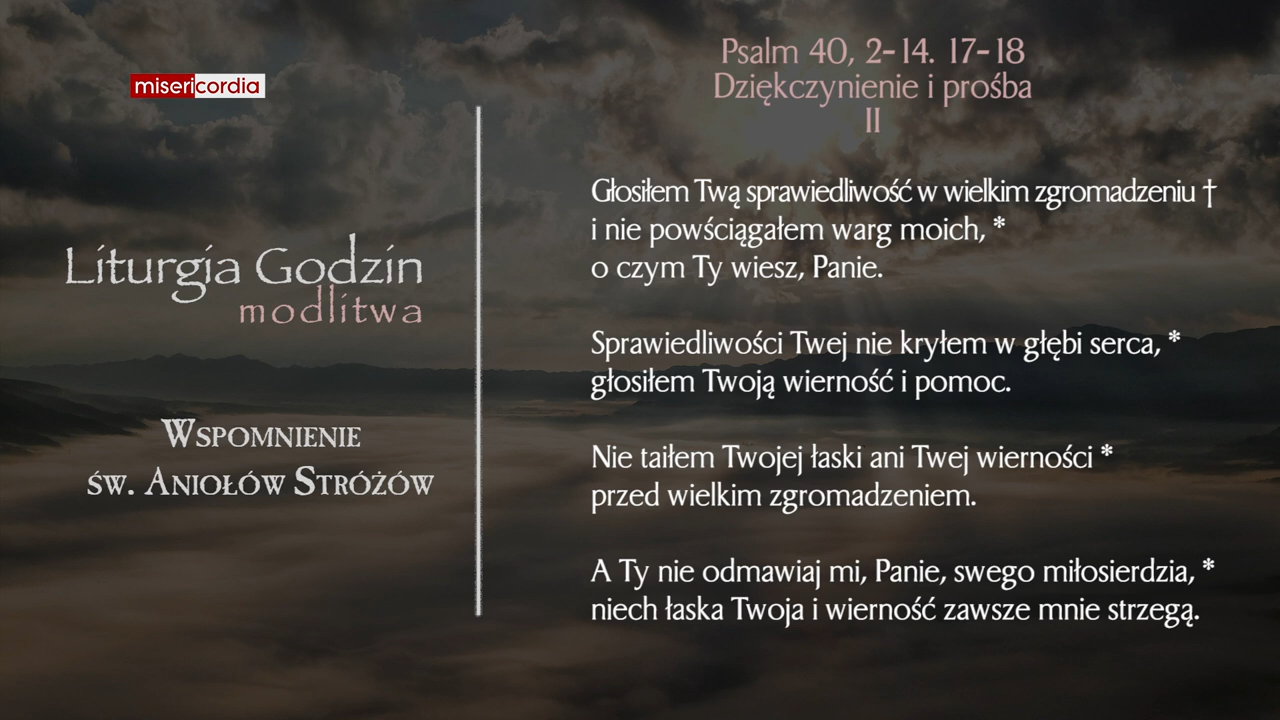 misericordia
Liturgia Godzin
modlitwa
Wspomnienie
św. Aniołów Stróżów
Psalm 40, 2-14. 17-18
Dziękczynienie i prośba
II
Głosiłem Twą sprawiedliwość w wielkim zgromadzeniu †
i nie powściągałem warg moich, *
o czym Ty wiesz, Panie.
Sprawiedliwości Twej nie kryłem w głębi serca, *
głosiłem Twoją wierność i pomoc.
Nie taiłem Twojej łaski ani Twej wierności *
przed wielkim zgromadzeniem.
A Ty nie odmawiaj mi, Panie, swego miłosierdzia, *
niech łaska Twoja i wierność zawsze mnie strzegą.